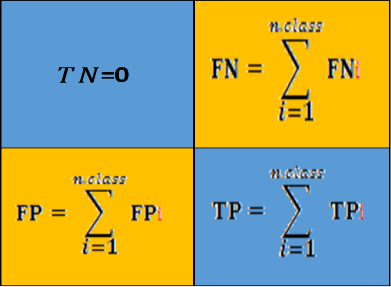 TN=0
n.class
FN = ∑ FNi
i=1
n.class
FP = ∑ FPi
i=1
n.class
TP = ∑ TPi
i=1